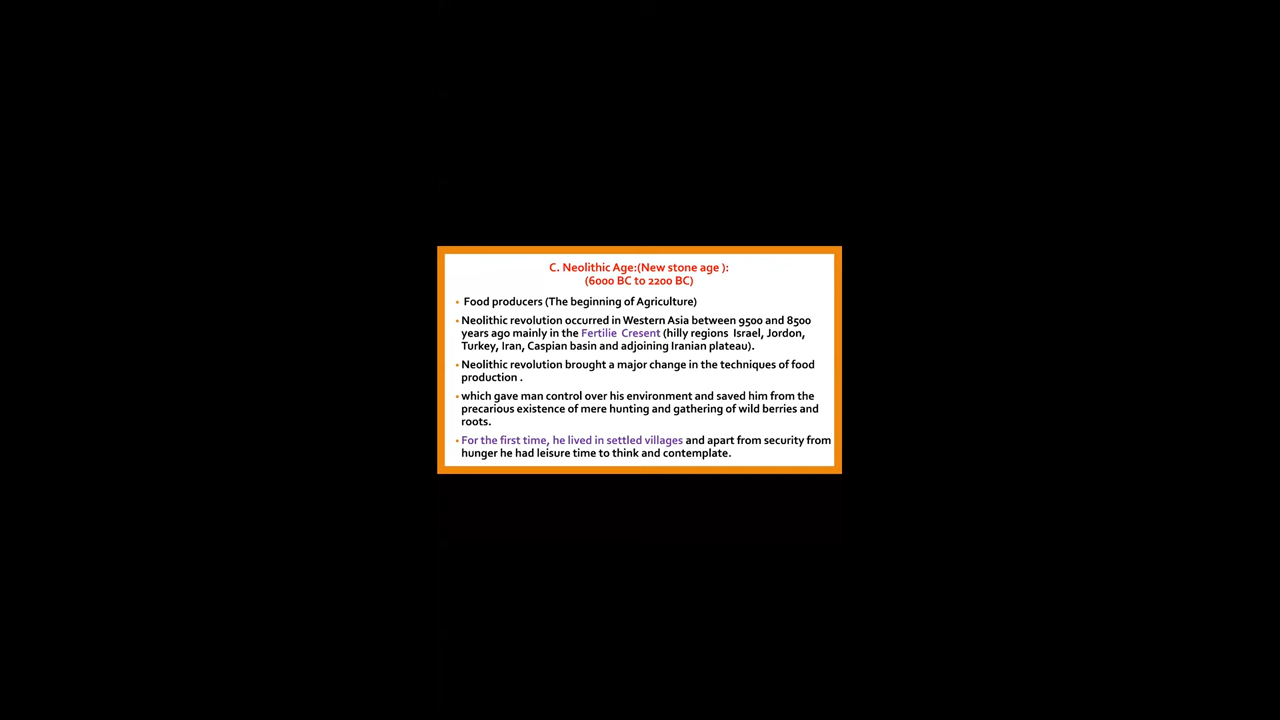 C. Neolithic Age:(New stone age ):
(6000 BC to 2200 BC)
• Food producers (The beginning of Agriculture)
• Neolithic revolution occurred in Western Asia between 9500 and 8500
years ago mainly in the Fertilie Cresent (hilly regions Israel, Jordon,
Turkey, Iran, Caspian basin and adjoining Iranian plateau).
• Neolithic revolution brought a major change in the techniques of food
production .
• which gave man control over his environment and saved him from the
precarious existence of mere hunting and gathering of wild berries and
roots.
• For the first time, he lived in settled villages and apart from security from
hunger he had leisure time to think and contemplate.